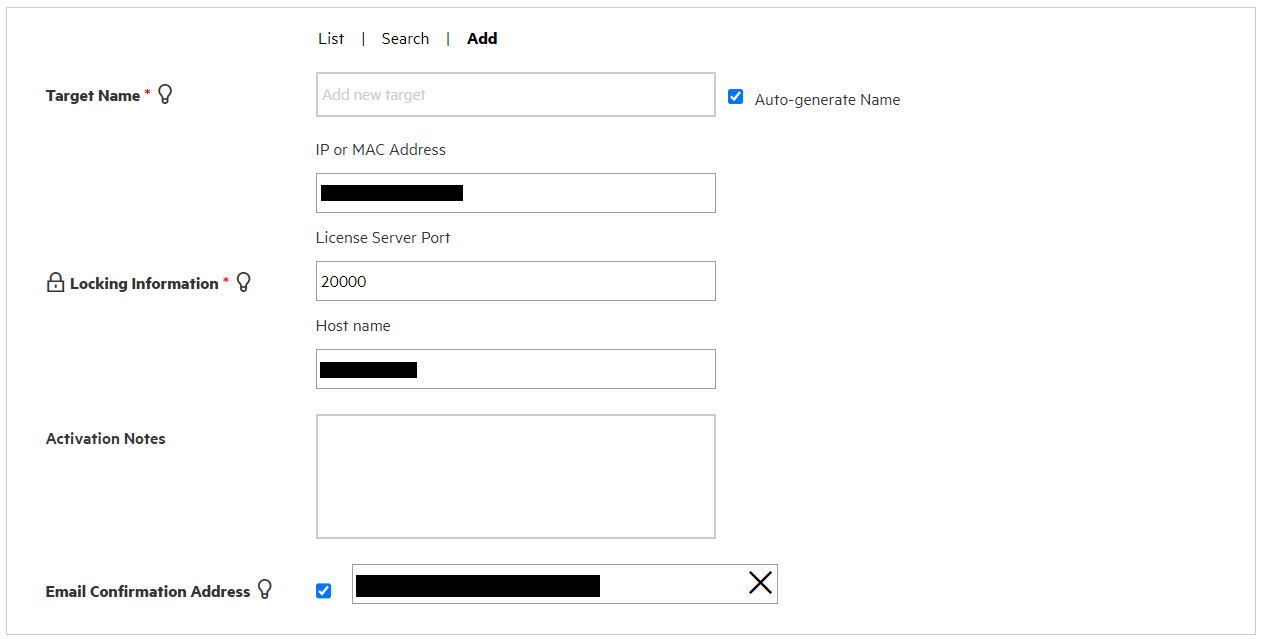 List | Search | Add
Target Name * Add new target Auto-generate Name
IP or MAC Address
License Server Port
Locking Information * 20000
Host name
Activation Notes
Email Confirmation Address